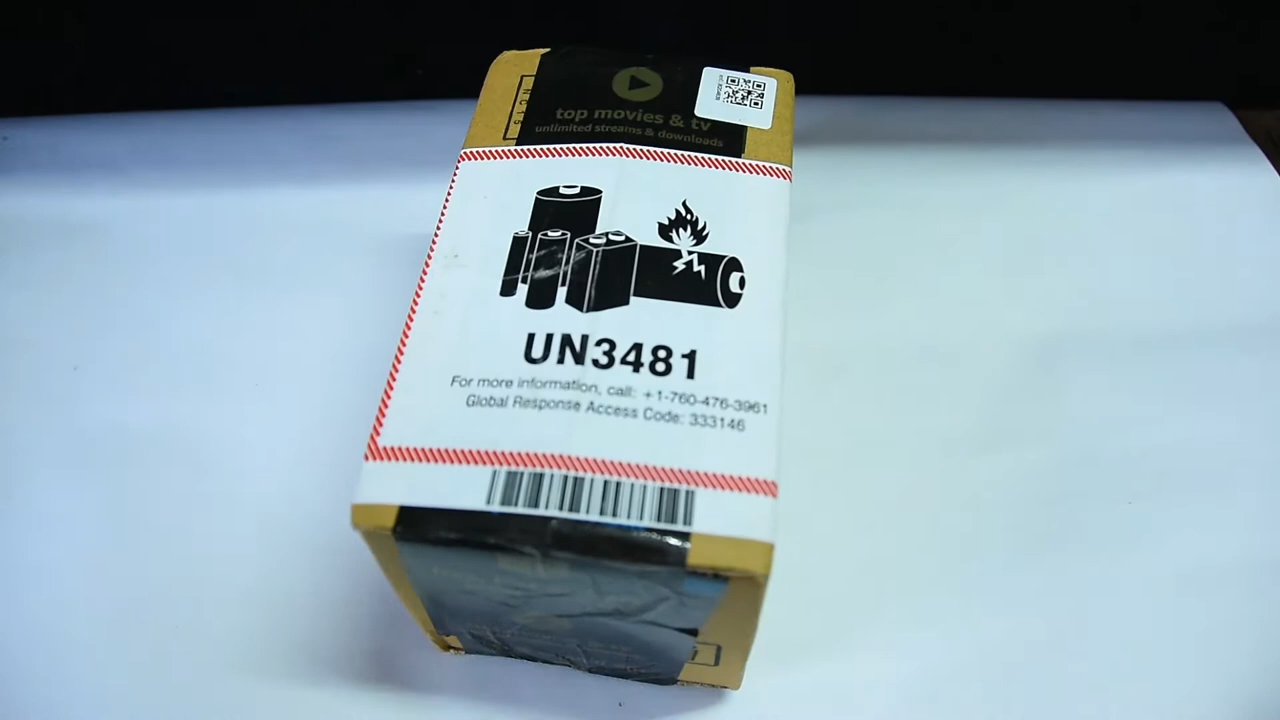 NC15
top movies & tv
unlimited streams & downloads
UN3481
For more information, call: +1-760-476-3961
Global Response Access Code: 333146